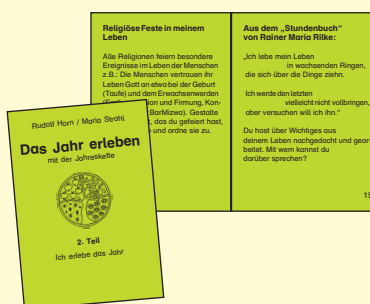 Religiöse Feste in meinem
Leben
Alle Religionen feiern besondere
Ereignisse im Leben der Menschen
z.B.: Die Menschen vertrauen ihr
Leben Gott an etwa bei der Geburt
(Taufe) und dem Erwachsenwerden
ion und Firmung, Kon-
BarMizwa). Gestalte
t, das du gefeiert hast,
e und ordne sie zu.
Aus dem „Stundenbuch“
von Rainer Maria Rilke:
„Ich lebe mein Leben
in wachsenden Ringen,
die sich über die Dinge ziehn.
Ich werde den letzten
vielleicht nicht vollbringen,
aber versuchen will ich ihn.“
Du hast über Wichtiges aus
deinem Leben nachgedacht und gear-
beitet. Mit wem kannst du
darüber sprechen?
15
Rudolf Horn / Maria Strahl
Das Jahr erleben
mit der Jahreskette
2. Teil
Ich erlebe das Jahr